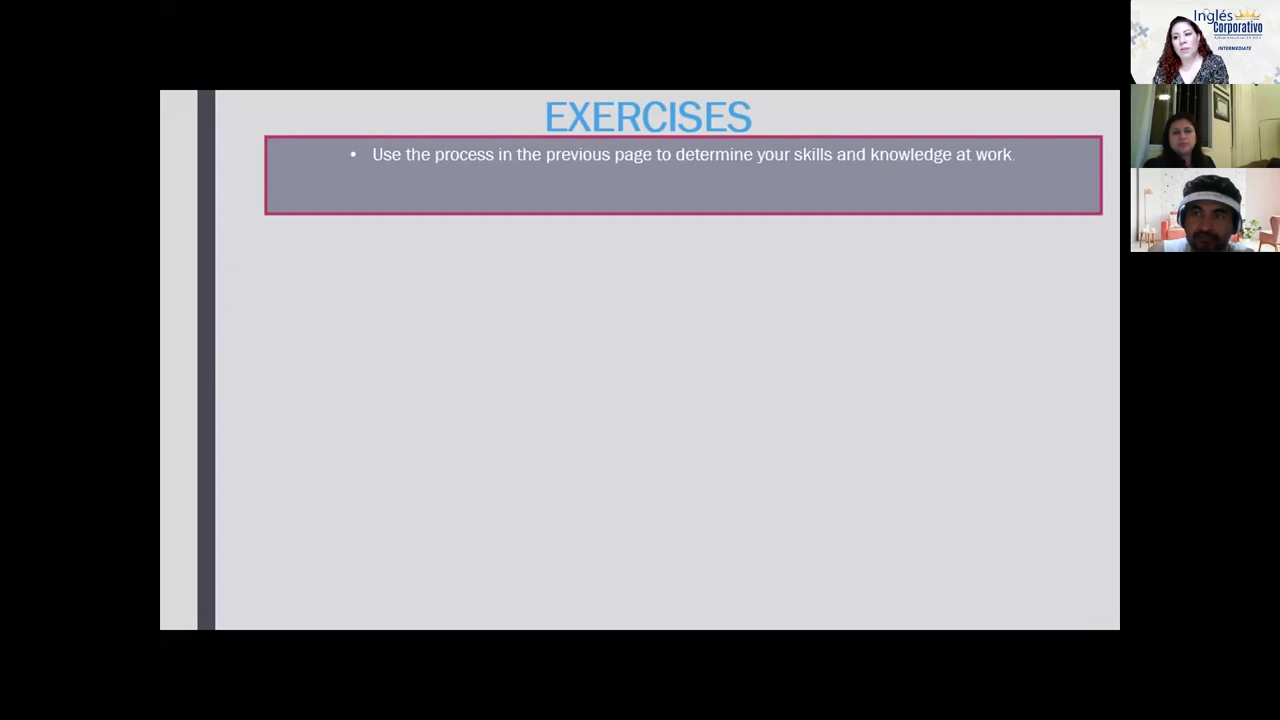 EXERCISES
• Use the process in the previous page to determine your skills and knowledge at work.
Inglés
Corporativo
INTERMEDIATE